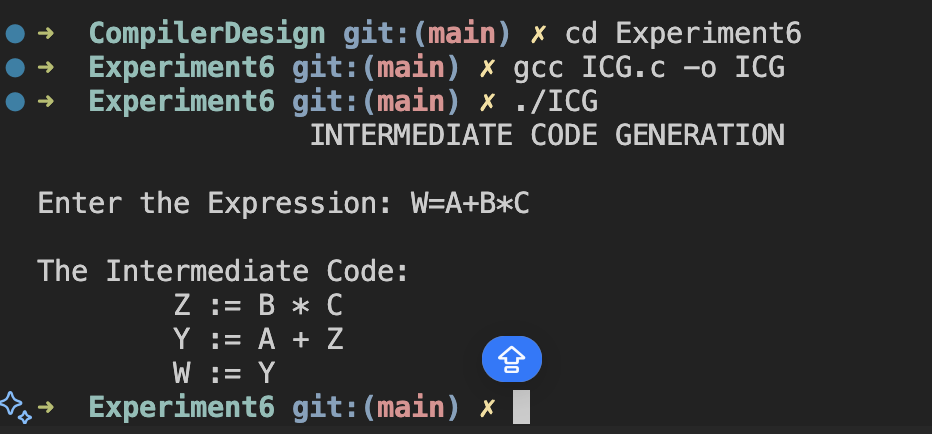 ➜ CompilerDesign git:(main) ✗ cd Experiment6
➜ Experiment6 git:(main) ✗ gcc ICG.c -o ICG
➜ Experiment6 git:(main) ✗ ./ICG
INTERMEDIATE CODE GENERATION
Enter the Expression: W=A+B*C
The Intermediate Code:
Z := B * C
Y := A + Z
W := Y
➜ Experiment6 git:(main) ✗